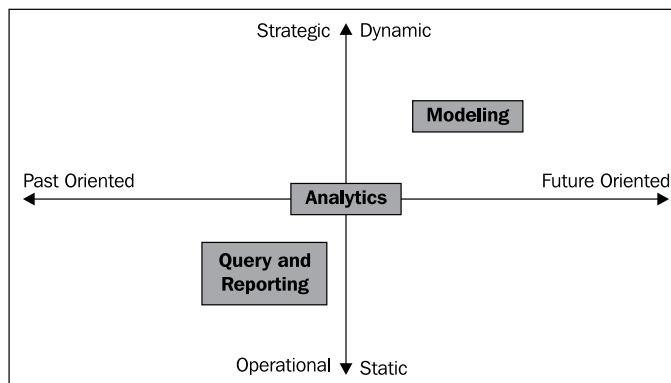 Strategic Dynamic
Modeling
Past Oriented Future Oriented
Analytics
Query and
Reporting
Operational Static